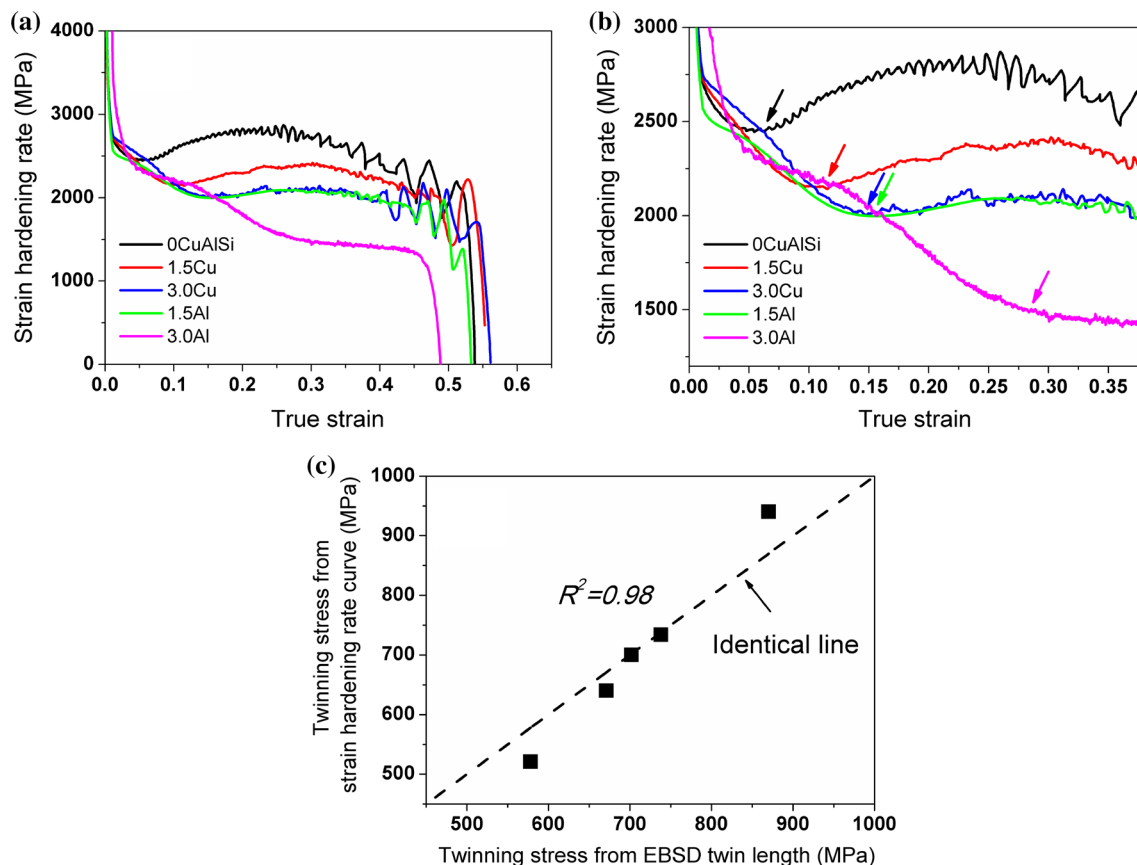 (a)
4000
3000
2000
1000
0
Strain hardening rate (MPa)
0CuAlSi
1.5Cu
3.0Cu
1.5Al
3.0Al
0.0 0.1 0.2 0.3 0.4 0.5 0.6
True strain
(b)
3000
2500
2000
1500
Strain hardening rate (MPa)
0CuAlSi
1.5Cu
3.0Cu
1.5Al
3.0Al
0.00 0.05 0.10 0.15 0.20 0.25 0.30 0.35
True strain
(c)
1000
900
800
700
600
500
Twinning stress from
strain hardening rate curve (MPa)
R²=0.98
Identical line
500 600 700 800 900 1000
Twinning stress from EBSD twin length (MPa)